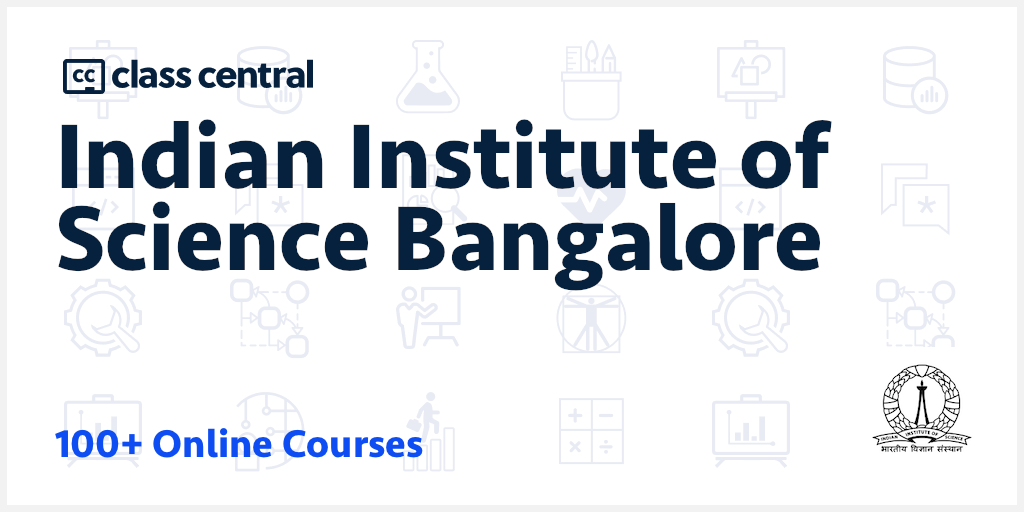 cc class central
Indian Institute of
Science Bangalore
100+ Online Courses
INDIAN INSTITUTE OF SCIENCE
भारतीय विज्ञान संस्थान